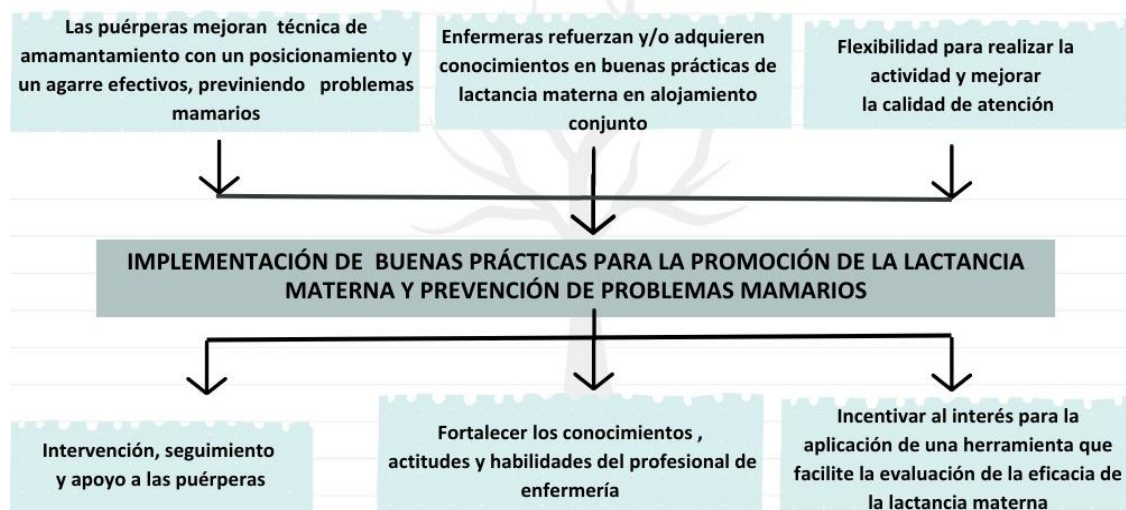 Las puérperas mejoran técnica de
amamantamiento con un posicionamiento y
un agarre efectivos, previniendo problemas
mamarios
Enfermeras refuerzan y/o adquieren
conocimientos en buenas prácticas de
lactancia materna en alojamiento
conjunto
Flexibilidad para realizar la
actividad y mejorar
la calidad de atención
IMPLEMENTACIÓN DE BUENAS PRÁCTICAS PARA LA PROMOCIÓN DE LA LACTANCIA
MATERNA Y PREVENCIÓN DE PROBLEMAS MAMARIOS
Intervención, seguimiento
y apoyo a las puérperas
Fortalecer los conocimientos ,
actitudes y habilidades del profesional de
enfermería
Incentivar al interés para la
aplicación de una herramienta que
facilite la evaluación de la eficacia de
la lactancia materna